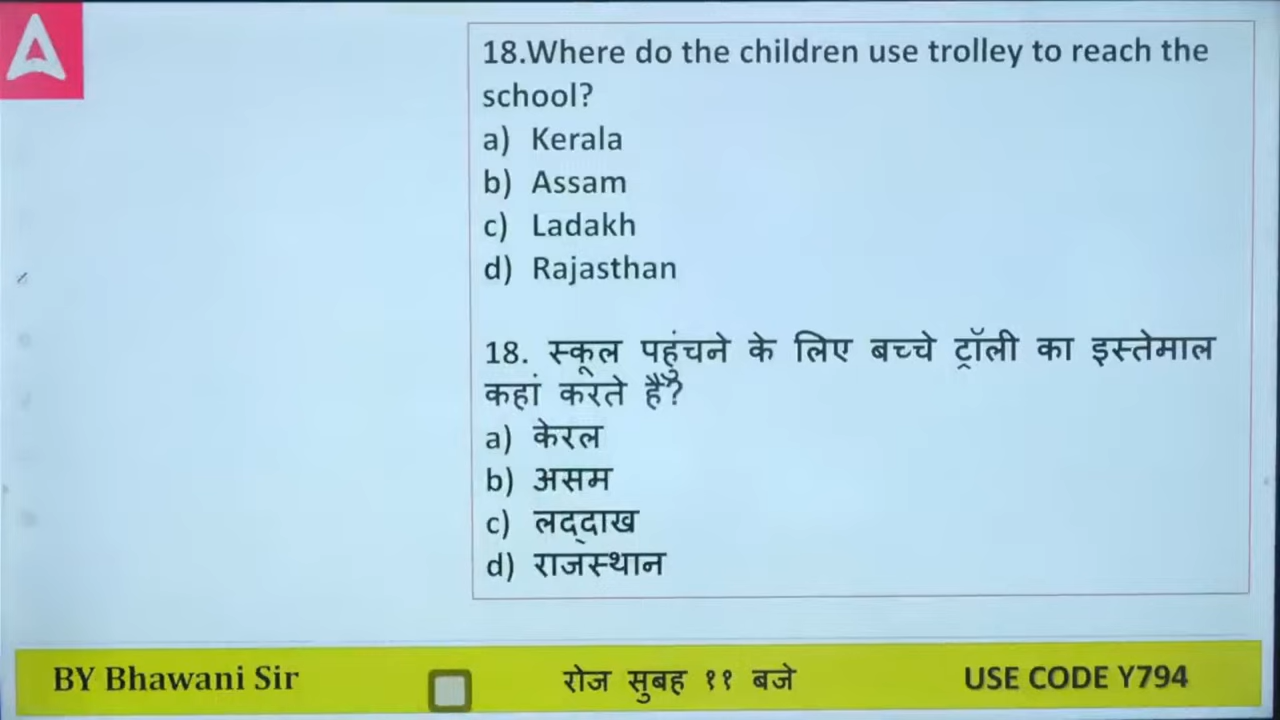 18.Where do the children use trolley to reach the
school?
a) Kerala
b) Assam
c) Ladakh
d) Rajasthan
18. स्कूल पहुंचने के लिए बच्चे ट्रॉली का इस्तेमाल
कहां करते हैं?
a) केरल
b) असम
c) लद्दाख
d) राजस्थान
BY Bhawani Sir
रोज सुबह ११ बजे
USE CODE Y794